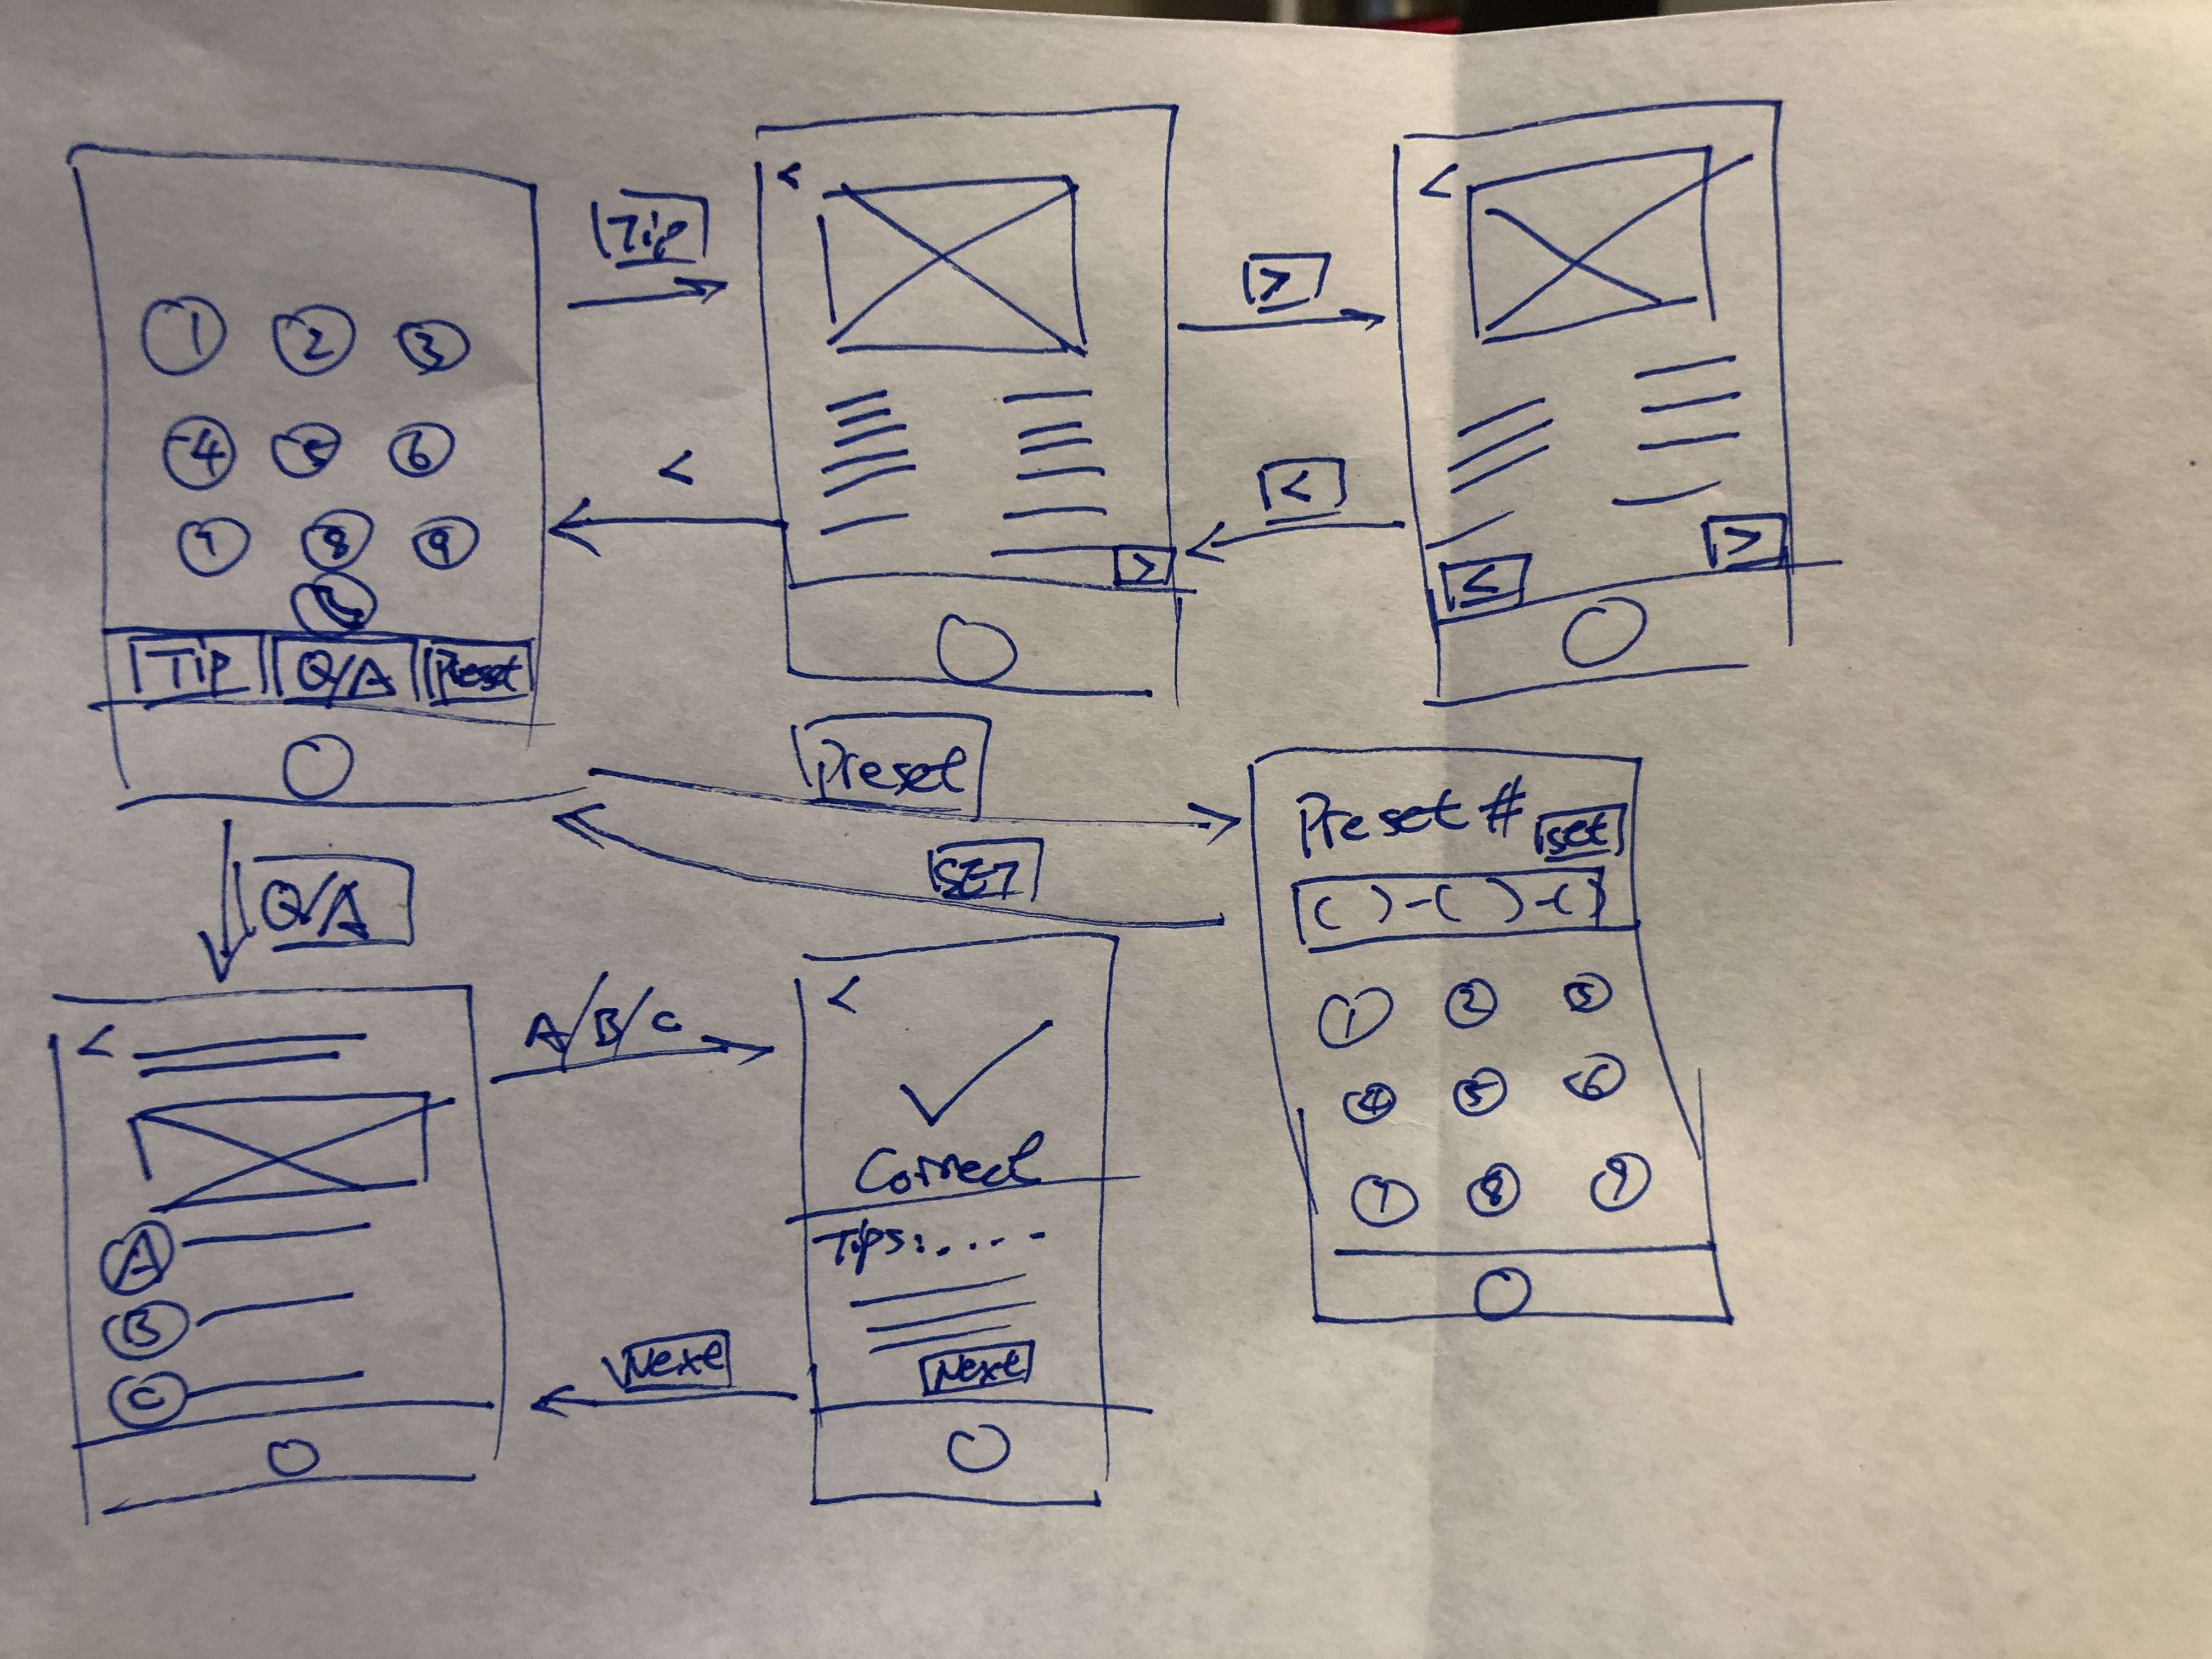 1 2 3
4 5 6
7 8 9
Tip Q/A Preset
Tip
<
<
>
>
<
<
< >
Preset
SET
Preset # set
( ) - ( ) - ( )
1 2 3
4 5 6
7 8 9
Q/A
<
A
B
C
A/B/C
Next
<
Correct
Tips: . . . -
Next